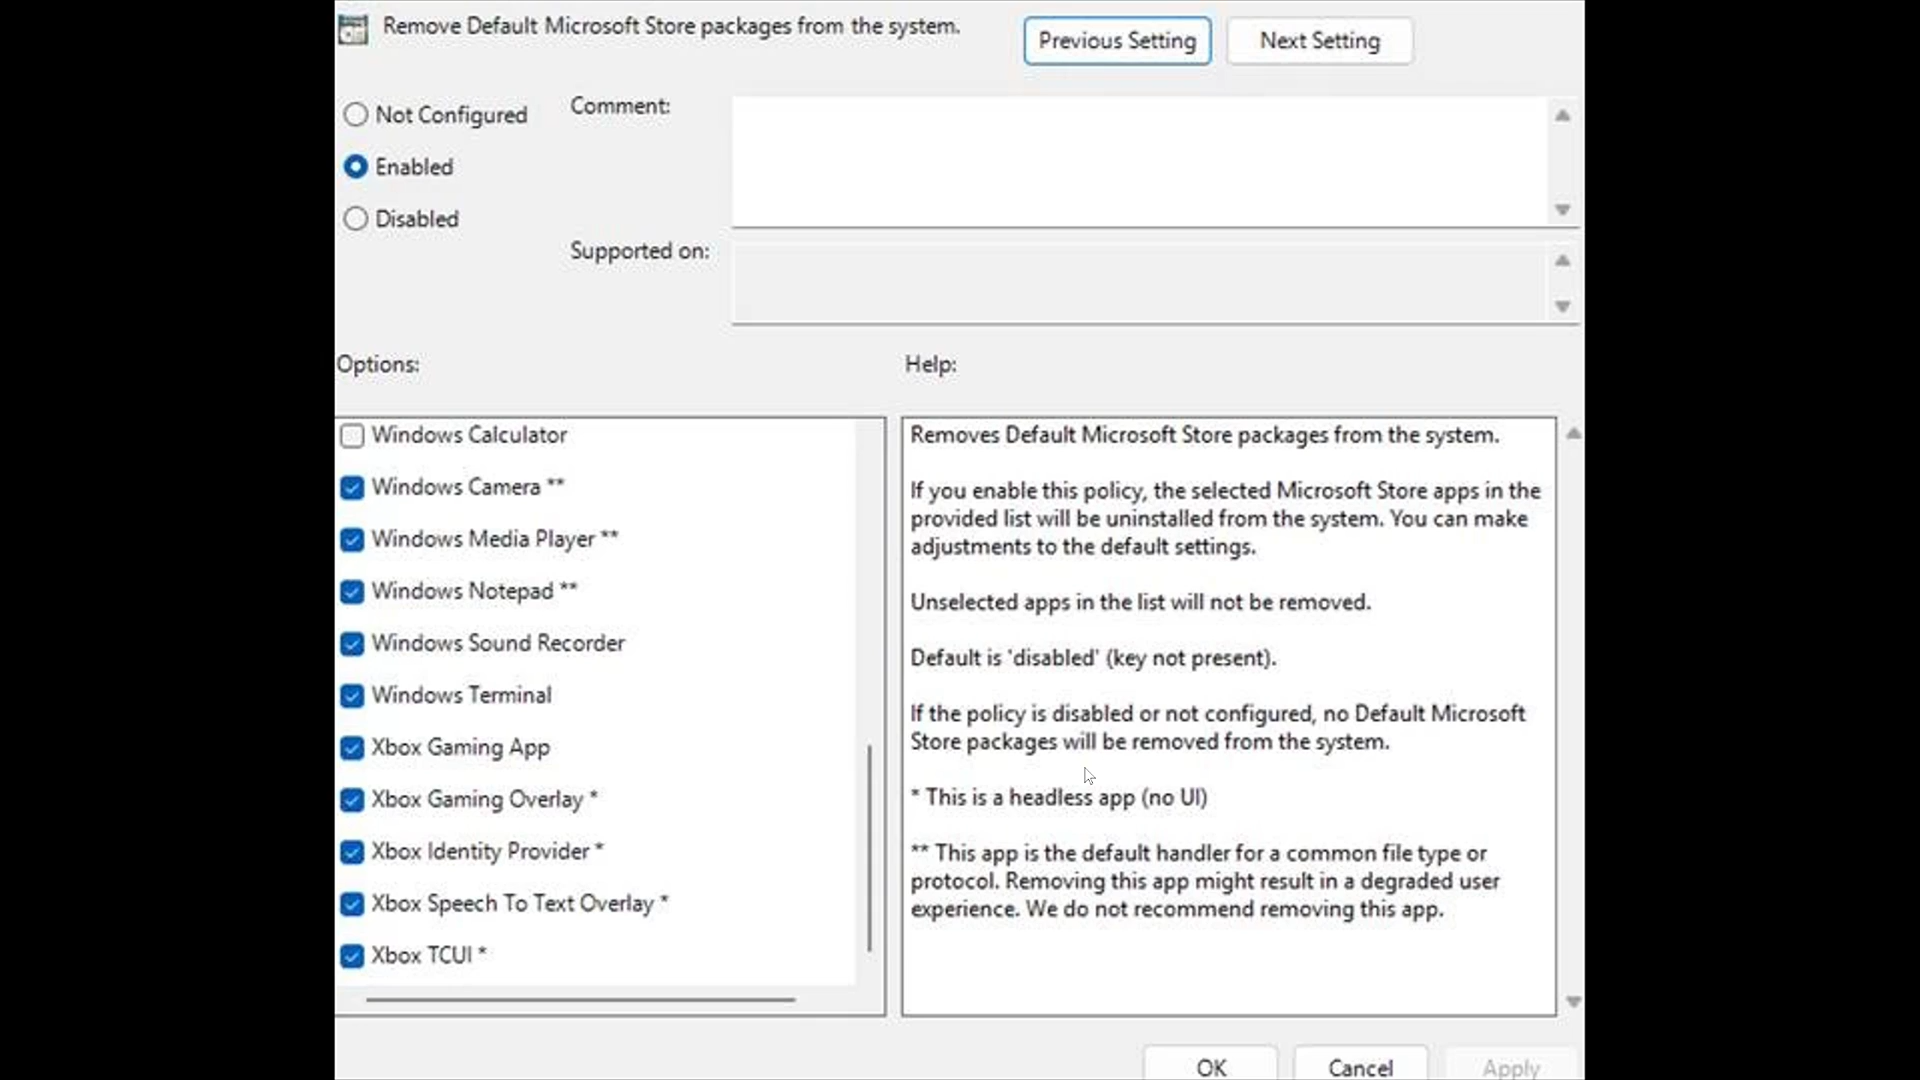 Remove Default Microsoft Store packages from the system.
Previous Setting
Next Setting
Not Configured
Comment:
Enabled
Disabled
Supported on:
Options:
Help:
Windows Calculator
Windows Camera **
Windows Media Player **
Windows Notepad **
Windows Sound Recorder
Windows Terminal
Xbox Gaming App
Xbox Gaming Overlay *
Xbox Identity Provider *
Xbox Speech To Text Overlay *
Xbox TCUI *
Removes Default Microsoft Store packages from the system.
If you enable this policy, the selected Microsoft Store apps in the
provided list will be uninstalled from the system. You can make
adjustments to the default settings.
Unselected apps in the list will not be removed.
Default is 'disabled' (key not present).
If the policy is disabled or not configured, no Default Microsoft
Store packages will be removed from the system.
* This is a headless app (no UI)
** This app is the default handler for a common file type or
protocol. Removing this app might result in a degraded user
experience. We do not recommend removing this app.
OK
Cancel
Apply